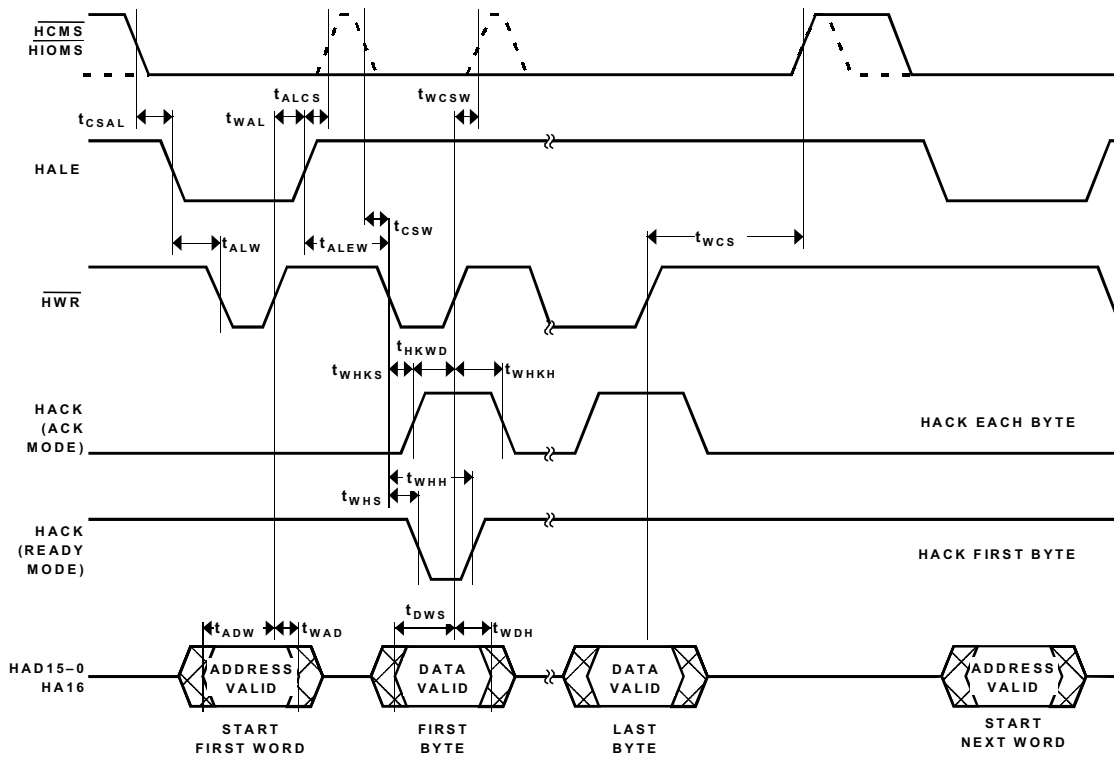 HCMS
HIOMS
tALCS
tWCSW
tCSAL
tWAL
HALE
tCSW
tALW
tALEW
tWCS
HWR
tHKWD
tWHKS
tWHKH
HACK
(ACK
MODE)
HACK EACH BYTE
tWHH
tWHS
HACK
(READY
MODE)
HACK FIRST BYTE
tADW
tWAD
tDWS
tWDH
HAD15–0
HA16
ADDRESS
VALID
DATA
VALID
DATA
VALID
ADDRESS
VALID
START
FIRST WORD
FIRST
BYTE
LAST
BYTE
START
NEXT WORD